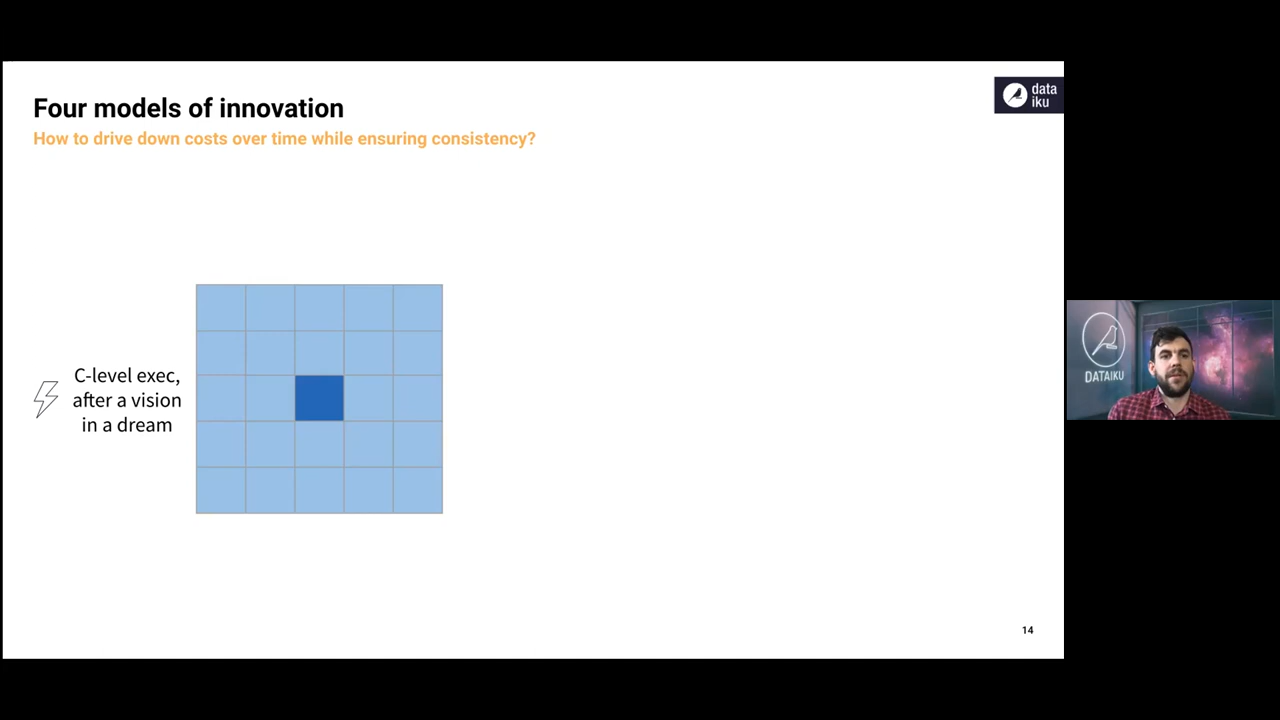 Four models of innovation
How to drive down costs over time while ensuring consistency?
data
iku
C-level exec,
after a vision
in a dream
DATAIKU
14